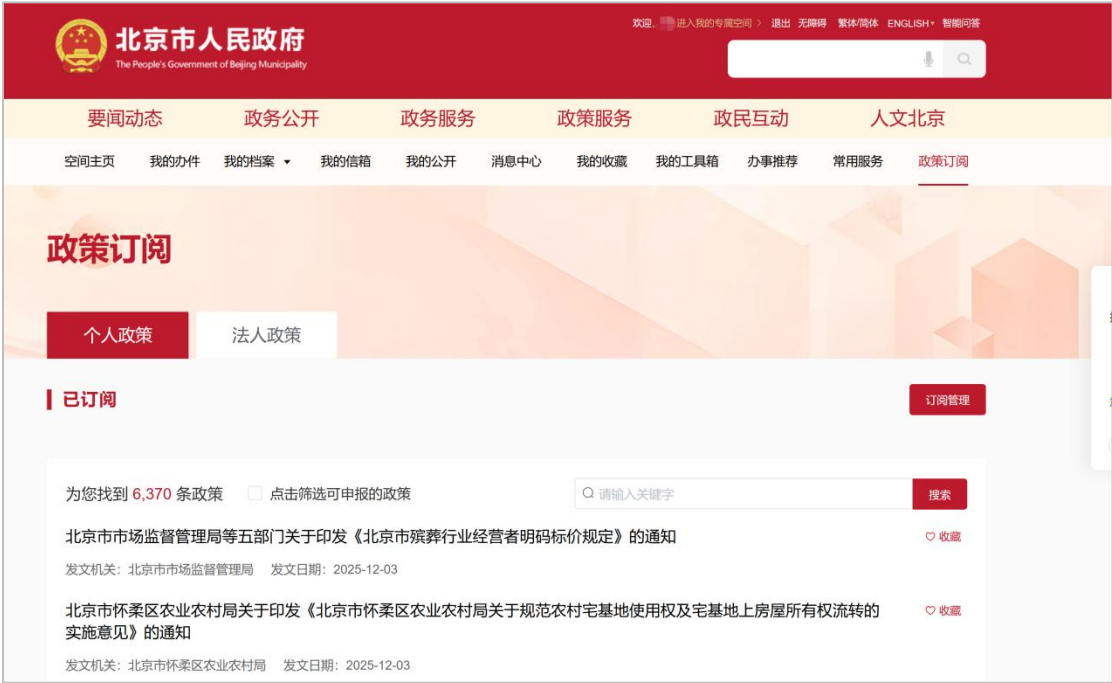 北京市人民政府
The People's Government of Beijing Municipality
欢迎, 进入我的专属空间 > 退出 无障碍 繁体/简体 ENGLISH 智能问答
要闻动态 政务公开 政务服务 政策服务 政民互动 人文北京
空间主页 我的办件 我的档案 我的信箱 我的公开 消息中心 我的收藏 我的工具箱 办事推荐 常用服务 政策订阅
政策订阅
个人政策 法人政策
已订阅 订阅管理
为您找到 6,370 条政策 点击筛选可申报的政策 请输入关键字 搜索
北京市市场监督管理局等五部门关于印发《北京市殡葬行业经营者明码标价规定》的通知 收藏
发文机关：北京市市场监督管理局 发文日期：2025-12-03
北京市怀柔区农业农村局关于印发《北京市怀柔区农业农村局关于规范农村宅基地使用权及宅基地上房屋所有权流转的 收藏
实施意见》的通知
发文机关：北京市怀柔区农业农村局 发文日期：2025-12-03